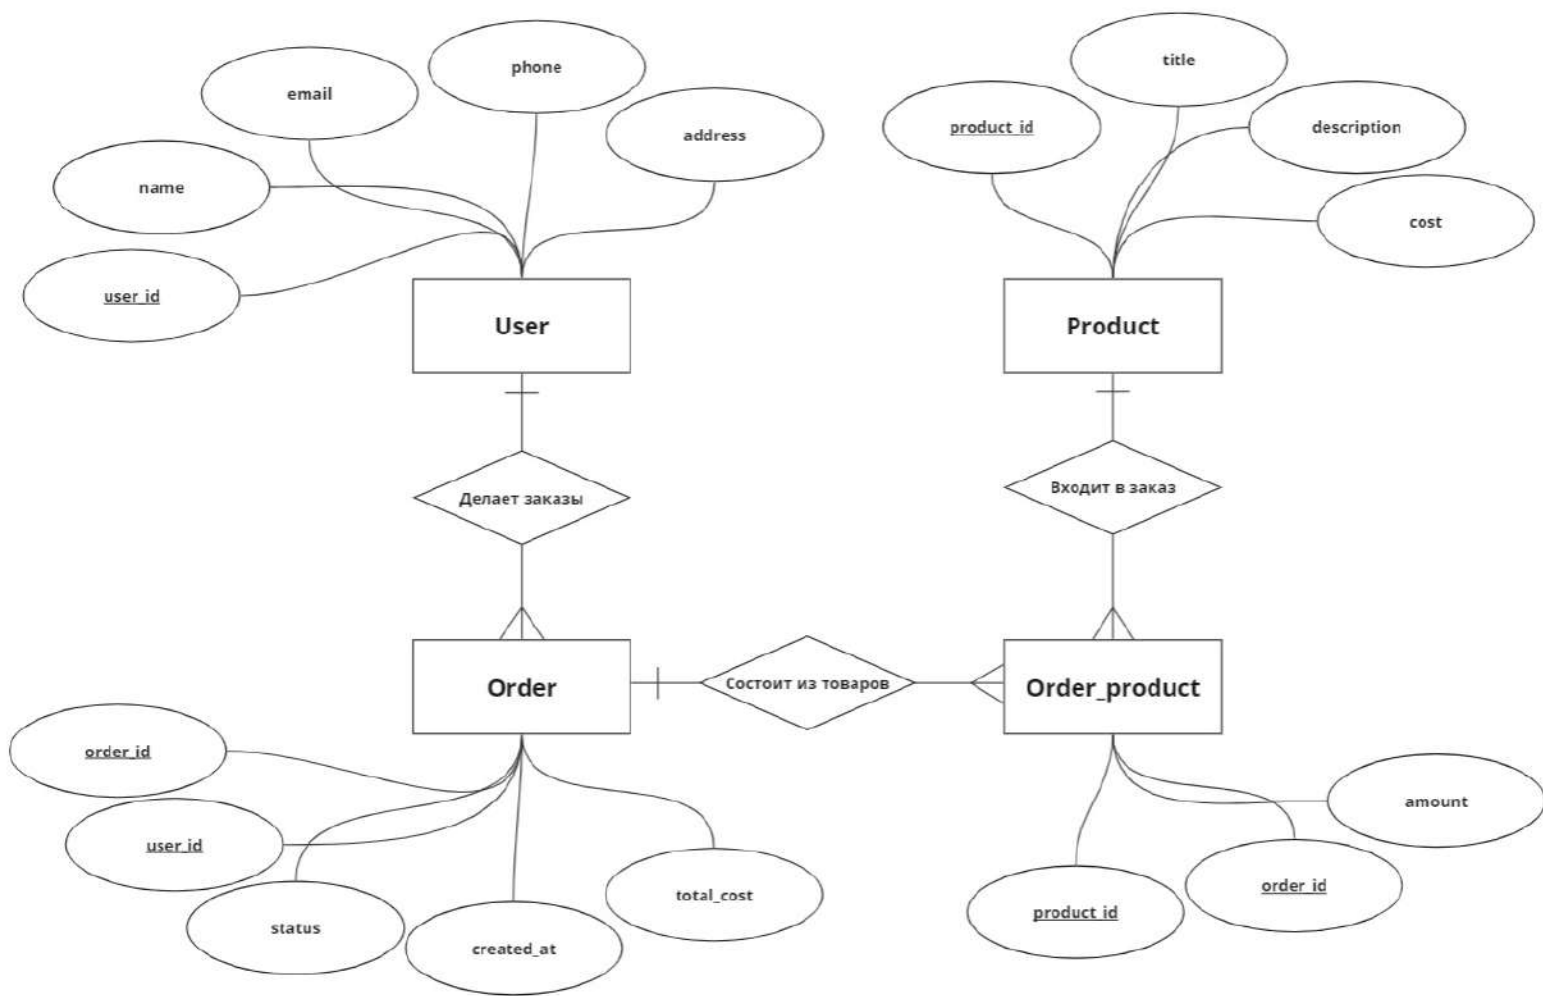 phone
title
email
product_id
description
address
name
cost
user_id
User
Product
Делает заказы
Входит в заказ
Order
Состоит из товаров
Order_product
order_id
user_id
status
created_at
total_cost
amount
order_id
product_id